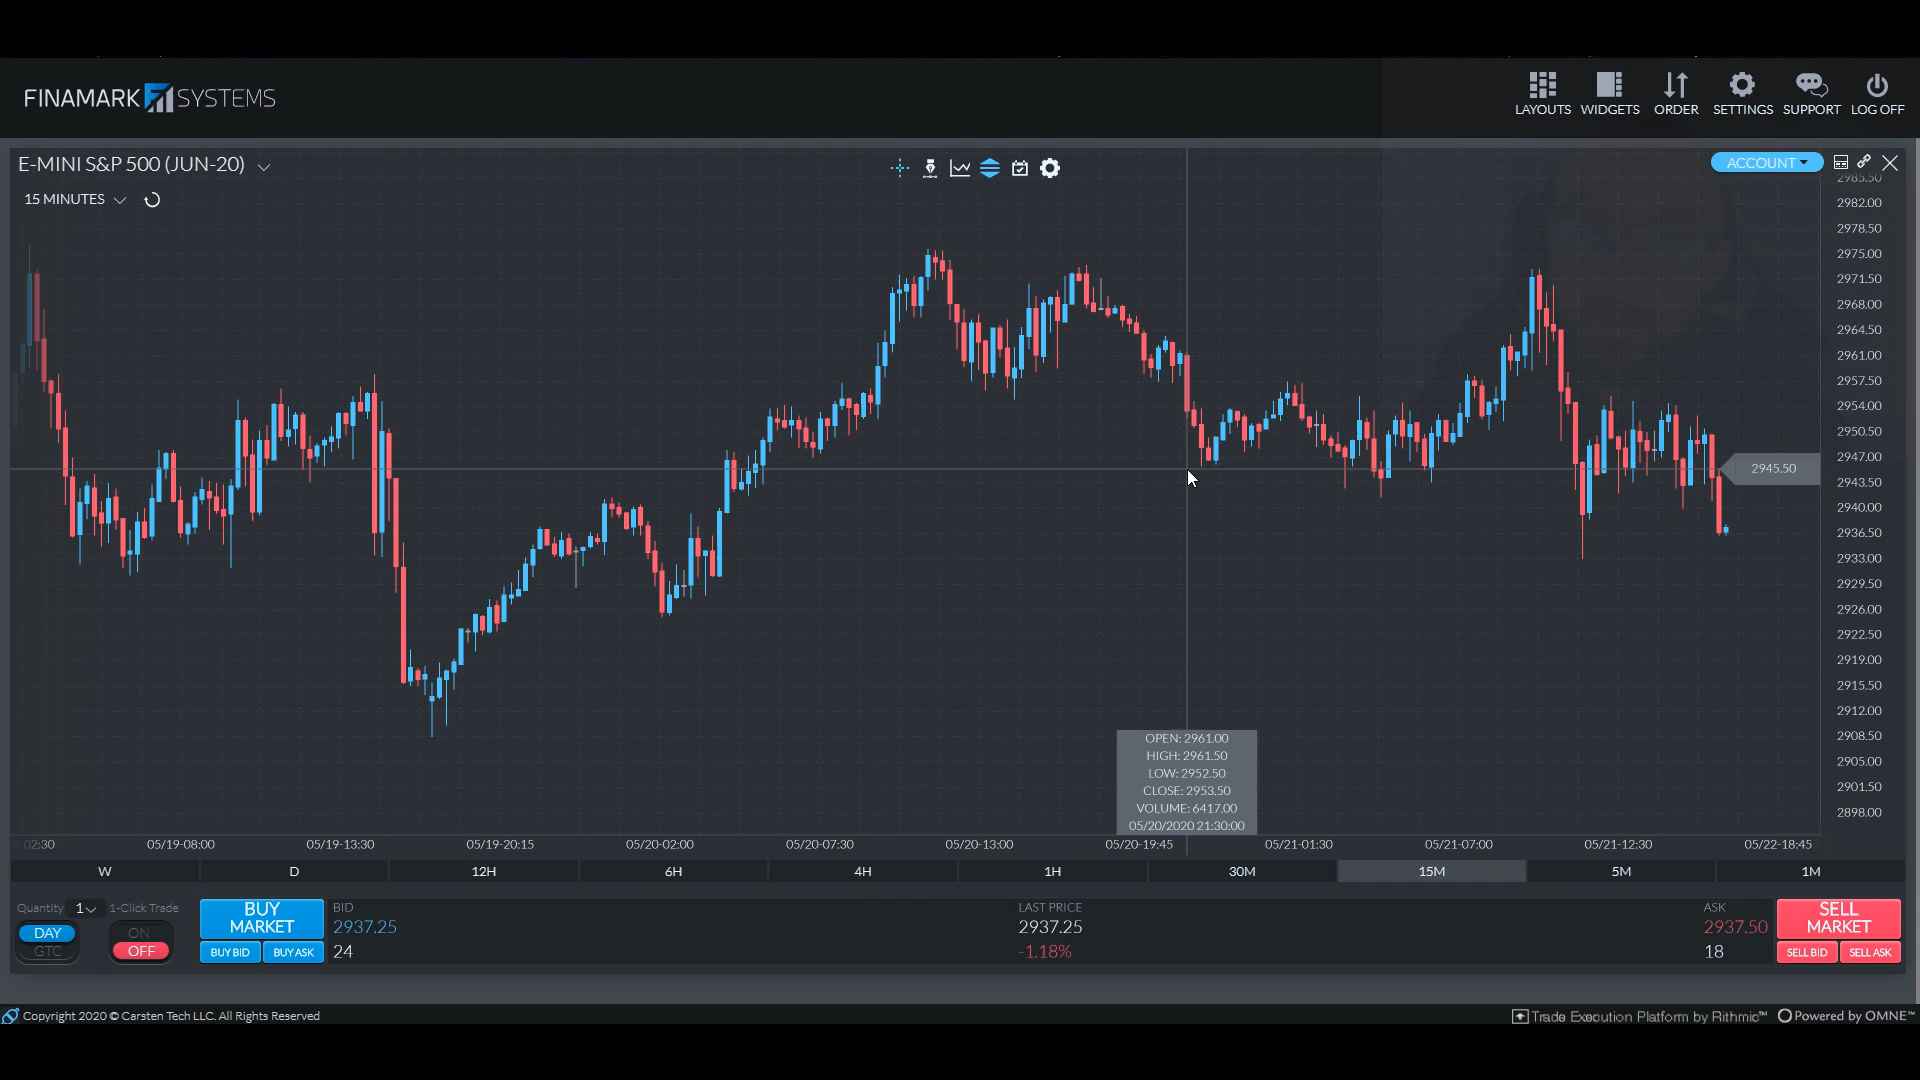 FINAMARK SYSTEMS
LAYOUTS WIDGETS ORDER SETTINGS SUPPORT LOG OFF
E-MINI S&P 500 (JUN-20)
ACCOUNT
15 MINUTES
2985.50
2982.00
2978.50
2975.00
2971.50
2968.00
2964.50
2961.00
2957.50
2954.00
2950.50
2947.00
2945.50
2943.50
2940.00
2936.50
2933.00
2929.50
2926.00
2922.50
2919.00
2915.50
2912.00
2908.50
2905.00
2901.50
2898.00
OPEN: 2961.00
HIGH: 2961.50
LOW: 2952.50
CLOSE: 2953.50
VOLUME: 6417.00
05/20/2020 21:30:00
02:30 05/19-08:00 05/19-13:30 05/19-20:15 05/20-02:00 05/20-07:30 05/20-13:00 05/20-19:45 05/21-01:30 05/21-07:00 05/21-12:30 05/22-18:45
W D 12H 6H 4H 1H 30M 15M 5M 1M
Quantity 1 1-Click Trade
DAY
GTC
ON
OFF
BUY
MARKET
BUY BID BUY ASK
BID
2937.25
24
LAST PRICE
2937.25
-1.18%
ASK
2937.50
18
SELL
MARKET
SELL BID SELL ASK
Copyright 2020 © Carsten Tech LLC. All Rights Reserved
Trade Execution Platform by Rithmic™ Powered by OMNE™